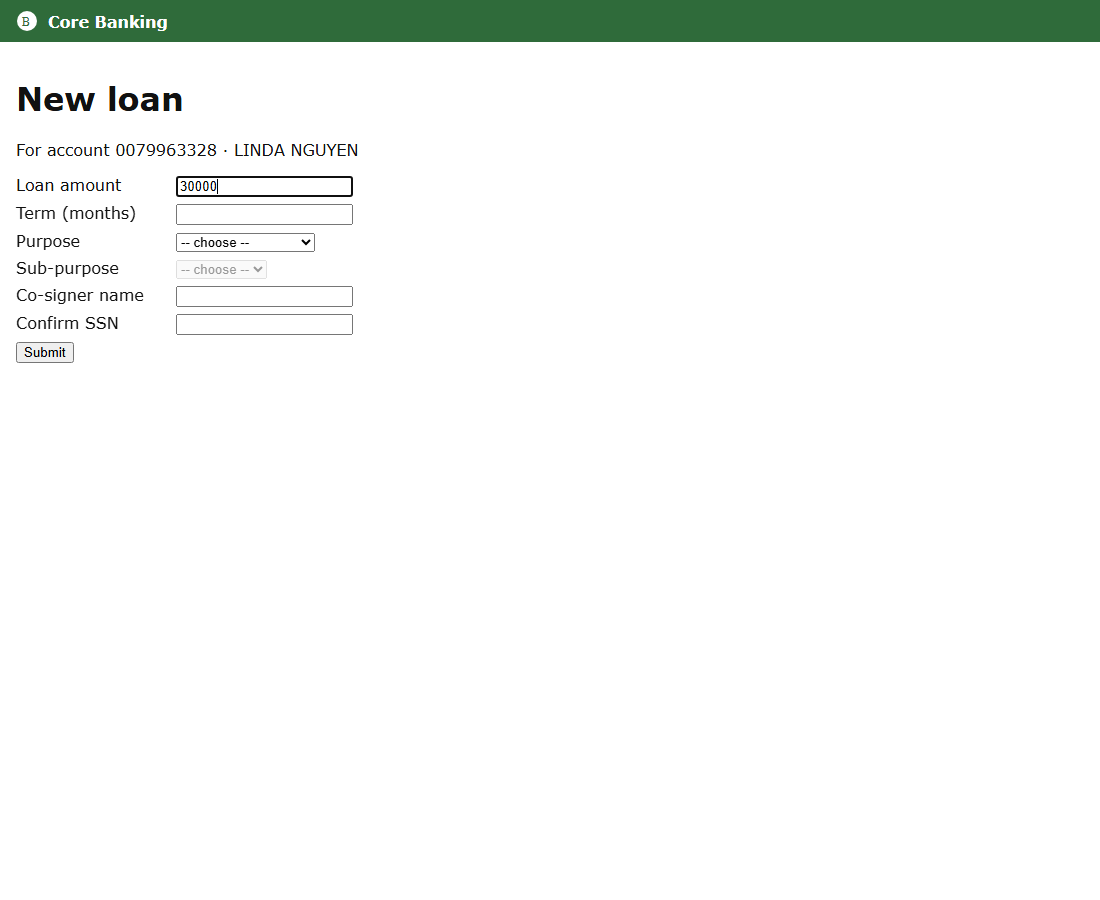 B Core Banking
New loan
For account 0079963328 · LINDA NGUYEN
Loan amount 30000
Term (months)
Purpose -- choose --
Sub-purpose -- choose --
Co-signer name
Confirm SSN
Submit